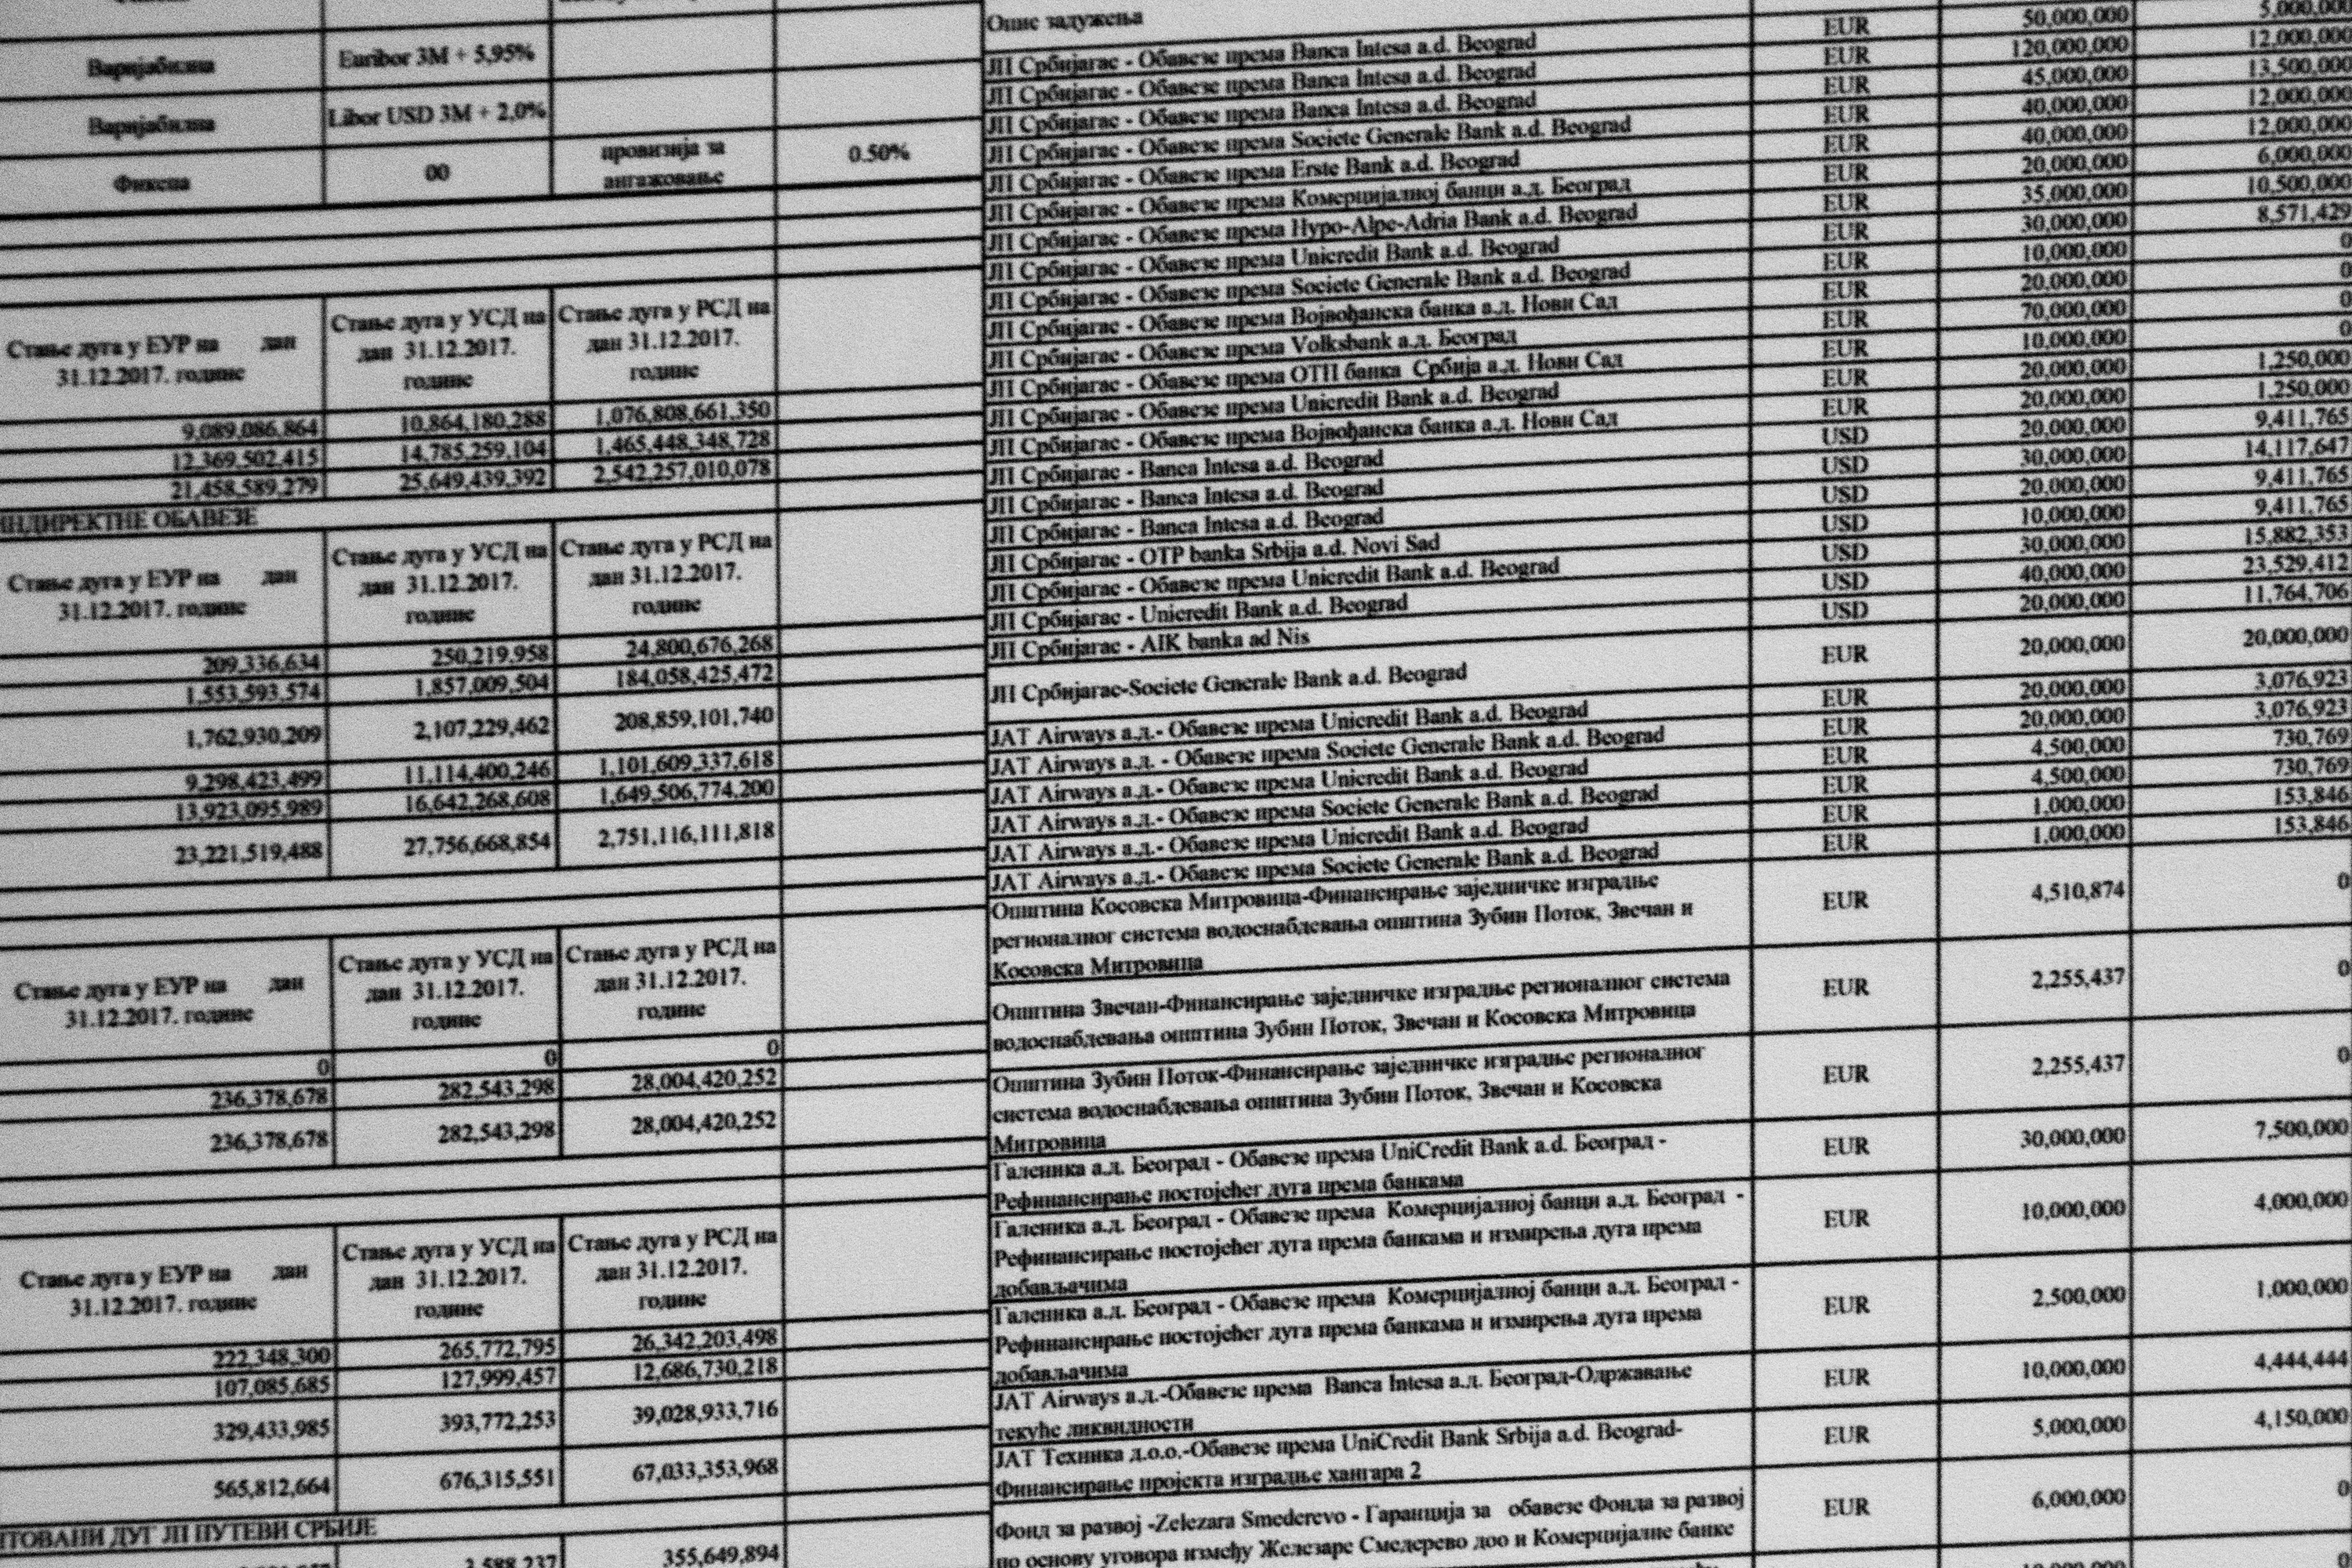 Варијабилна
Euribor 3M + 5,95%
Варијабилна
Libor USD 3M + 2,0%
Фиксна
00
провизија за
ангажовање
0.50%
Стање дуга у ЕУР на дан
31.12.2017. године
Стање дуга у УСД на
дан 31.12.2017.
године
Стање дуга у РСД на
дан 31.12.2017.
године
9,089,086,864 10,864,180,288 1,076,808,661,350
12,369,502,415 14,785,259,104 1,465,448,348,728
21,458,589,279 25,649,439,392 2,542,257,010,078
ИНДИРЕКТНЕ ОБАВЕЗЕ
Стање дуга у ЕУР на дан
31.12.2017. године
Стање дуга у УСД на
дан 31.12.2017.
године
Стање дуга у РСД на
дан 31.12.2017.
године
209,336,634 250,219,958 24,800,676,268
1,553,593,574 1,857,009,504 184,058,425,472
1,762,930,209 2,107,229,462 208,859,101,740
9,298,423,499 11,114,400,246 1,101,609,337,618
13,923,095,989 16,642,268,608 1,649,506,774,200
23,221,519,488 27,756,668,854 2,751,116,111,818
Стање дуга у ЕУР на дан
31.12.2017. године
Стање дуга у УСД на
дан 31.12.2017.
године
Стање дуга у РСД на
дан 31.12.2017.
године
0 0 0
236,378,678 282,543,298 28,004,420,252
236,378,678 282,543,298 28,004,420,252
Стање дуга у ЕУР на дан
31.12.2017. године
Стање дуга у УСД на
дан 31.12.2017.
године
Стање дуга у РСД на
дан 31.12.2017.
године
222,348,300 265,772,795 26,342,203,498
107,085,685 127,999,457 12,686,730,218
329,433,985 393,772,253 39,028,933,716
565,812,664 676,315,551 67,033,353,968
ДУГ ЈП ПУТЕВИ СРБИЈЕ
3,588,237 355,649,894
Опис задужења
ЈП Србијагас - Обавезе према Banca Intesa a.d. Beograd EUR 50,000,000 5,000,000
ЈП Србијагас - Обавезе према Banca Intesa a.d. Beograd EUR 120,000,000 12,000,000
ЈП Србијагас - Обавезе према Banca Intesa a.d. Beograd EUR 45,000,000 13,500,000
ЈП Србијагас - Обавезе према Societe Generale Bank a.d. Beograd EUR 40,000,000 12,000,000
ЈП Србијагас - Обавезе према Erste Bank a.d. Beograd EUR 40,000,000 12,000,000
ЈП Србијагас - Обавезе према Комерцијалној банци а.д. Београд EUR 20,000,000 6,000,000
ЈП Србијагас - Обавезе према Hypo-Alpe-Adria Bank a.d. Beograd EUR 35,000,000 10,500,000
ЈП Србијагас - Обавезе према Unicredit Bank a.d. Beograd EUR 30,000,000 8,571,429
ЈП Србијагас - Обавезе према Societe Generale Bank a.d. Beograd EUR 10,000,000 0
ЈП Србијагас - Обавезе према Војвођанска банка а.д. Нови Сад EUR 20,000,000 0
ЈП Србијагас - Обавезе према Volksbank а.д. Београд EUR 70,000,000 0
ЈП Србијагас - Обавезе према ОТП банка Србија а.д. Нови Сад EUR 10,000,000 0
ЈП Србијагас - Обавезе према Unicredit Bank a.d. Beograd EUR 20,000,000 1,250,000
ЈП Србијагас - Обавезе према Војвођанска банка а.д. Нови Сад EUR 20,000,000 1,250,000
ЈП Србијагас - Banca Intesa a.d. Beograd USD 20,000,000 9,411,765
ЈП Србијагас - Banca Intesa a.d. Beograd USD 30,000,000 14,117,647
ЈП Србијагас - Banca Intesa a.d. Beograd USD 20,000,000 9,411,765
ЈП Србијагас - OTP banka Srbija a.d. Novi Sad USD 10,000,000 9,411,765
ЈП Србијагас - Обавезе према Unicredit Bank a.d. Beograd USD 30,000,000 15,882,353
ЈП Србијагас - Unicredit Bank a.d. Beograd USD 40,000,000 23,529,412
ЈП Србијагас - AIK banka ad Nis USD 20,000,000 11,764,706
ЈП Србијагас-Societe Generale Bank a.d. Beograd EUR 20,000,000 20,000,000
JAT Airways а.д.- Обавезе према Unicredit Bank a.d. Beograd EUR 20,000,000 3,076,923
JAT Airways а.д. - Обавезе према Societe Generale Bank a.d. Beograd EUR 20,000,000 3,076,923
JAT Airways а.д.- Обавезе према Unicredit Bank a.d. Beograd EUR 4,500,000 730,769
JAT Airways а.д.- Обавезе према Societe Generale Bank a.d. Beograd EUR 4,500,000 730,769
JAT Airways а.д.- Обавезе према Unicredit Bank a.d. Beograd EUR 1,000,000 153,846
JAT Airways а.д.- Обавезе према Societe Generale Bank a.d. Beograd EUR 1,000,000 153,846
Општина Косовска Митровица-Финансирање заједничке изградње
регионалног система водоснабдевања општина Зубин Поток, Звечан и
Косовска Митровица
EUR 4,510,874 0
Општина Звечан-Финансирање заједничке изградње регионалног система
водоснабдевања општина Зубин Поток, Звечан и Косовска Митровица
EUR 2,255,437 0
Општина Зубин Поток-Финансирање заједничке изградње регионалног
система водоснабдевања општина Зубин Поток, Звечан и Косовска
Митровица
EUR 2,255,437 0
Галеника а.д. Београд - Обавезе према UniCredit Bank a.d. Београд -
Рефинансирање постојећег дуга према банкама
EUR 30,000,000 7,500,000
Галеника а.д. Београд - Обавезе према Комерцијалној банци а.д. Београд -
Рефинансирање постојећег дуга према банкама и измирења дуга према
добављачима
EUR 10,000,000 4,000,000
Галеника а.д. Београд - Обавезе према Комерцијалној банци а.д. Београд -
Рефинансирање постојећег дуга према банкама и измирења дуга према
добављачима
EUR 2,500,000 1,000,000
JAT Airways а.д.-Обавезе према Banca Intesa а.д. Београд-Одржавање
текуће ликвидности
EUR 10,000,000 4,444,444
JAT Техника д.о.о.-Обавезе према UniCredit Bank Srbija a.d. Beograd-
Финансирање пројекта изградње хангара 2
EUR 5,000,000 4,150,000
Фонд за развој -Zelezara Smederevo - Гаранција за обавезе Фонда за развој
по основу уговора између Железаре Смедерево доо и Комерцијалне банке
EUR 6,000,000 0